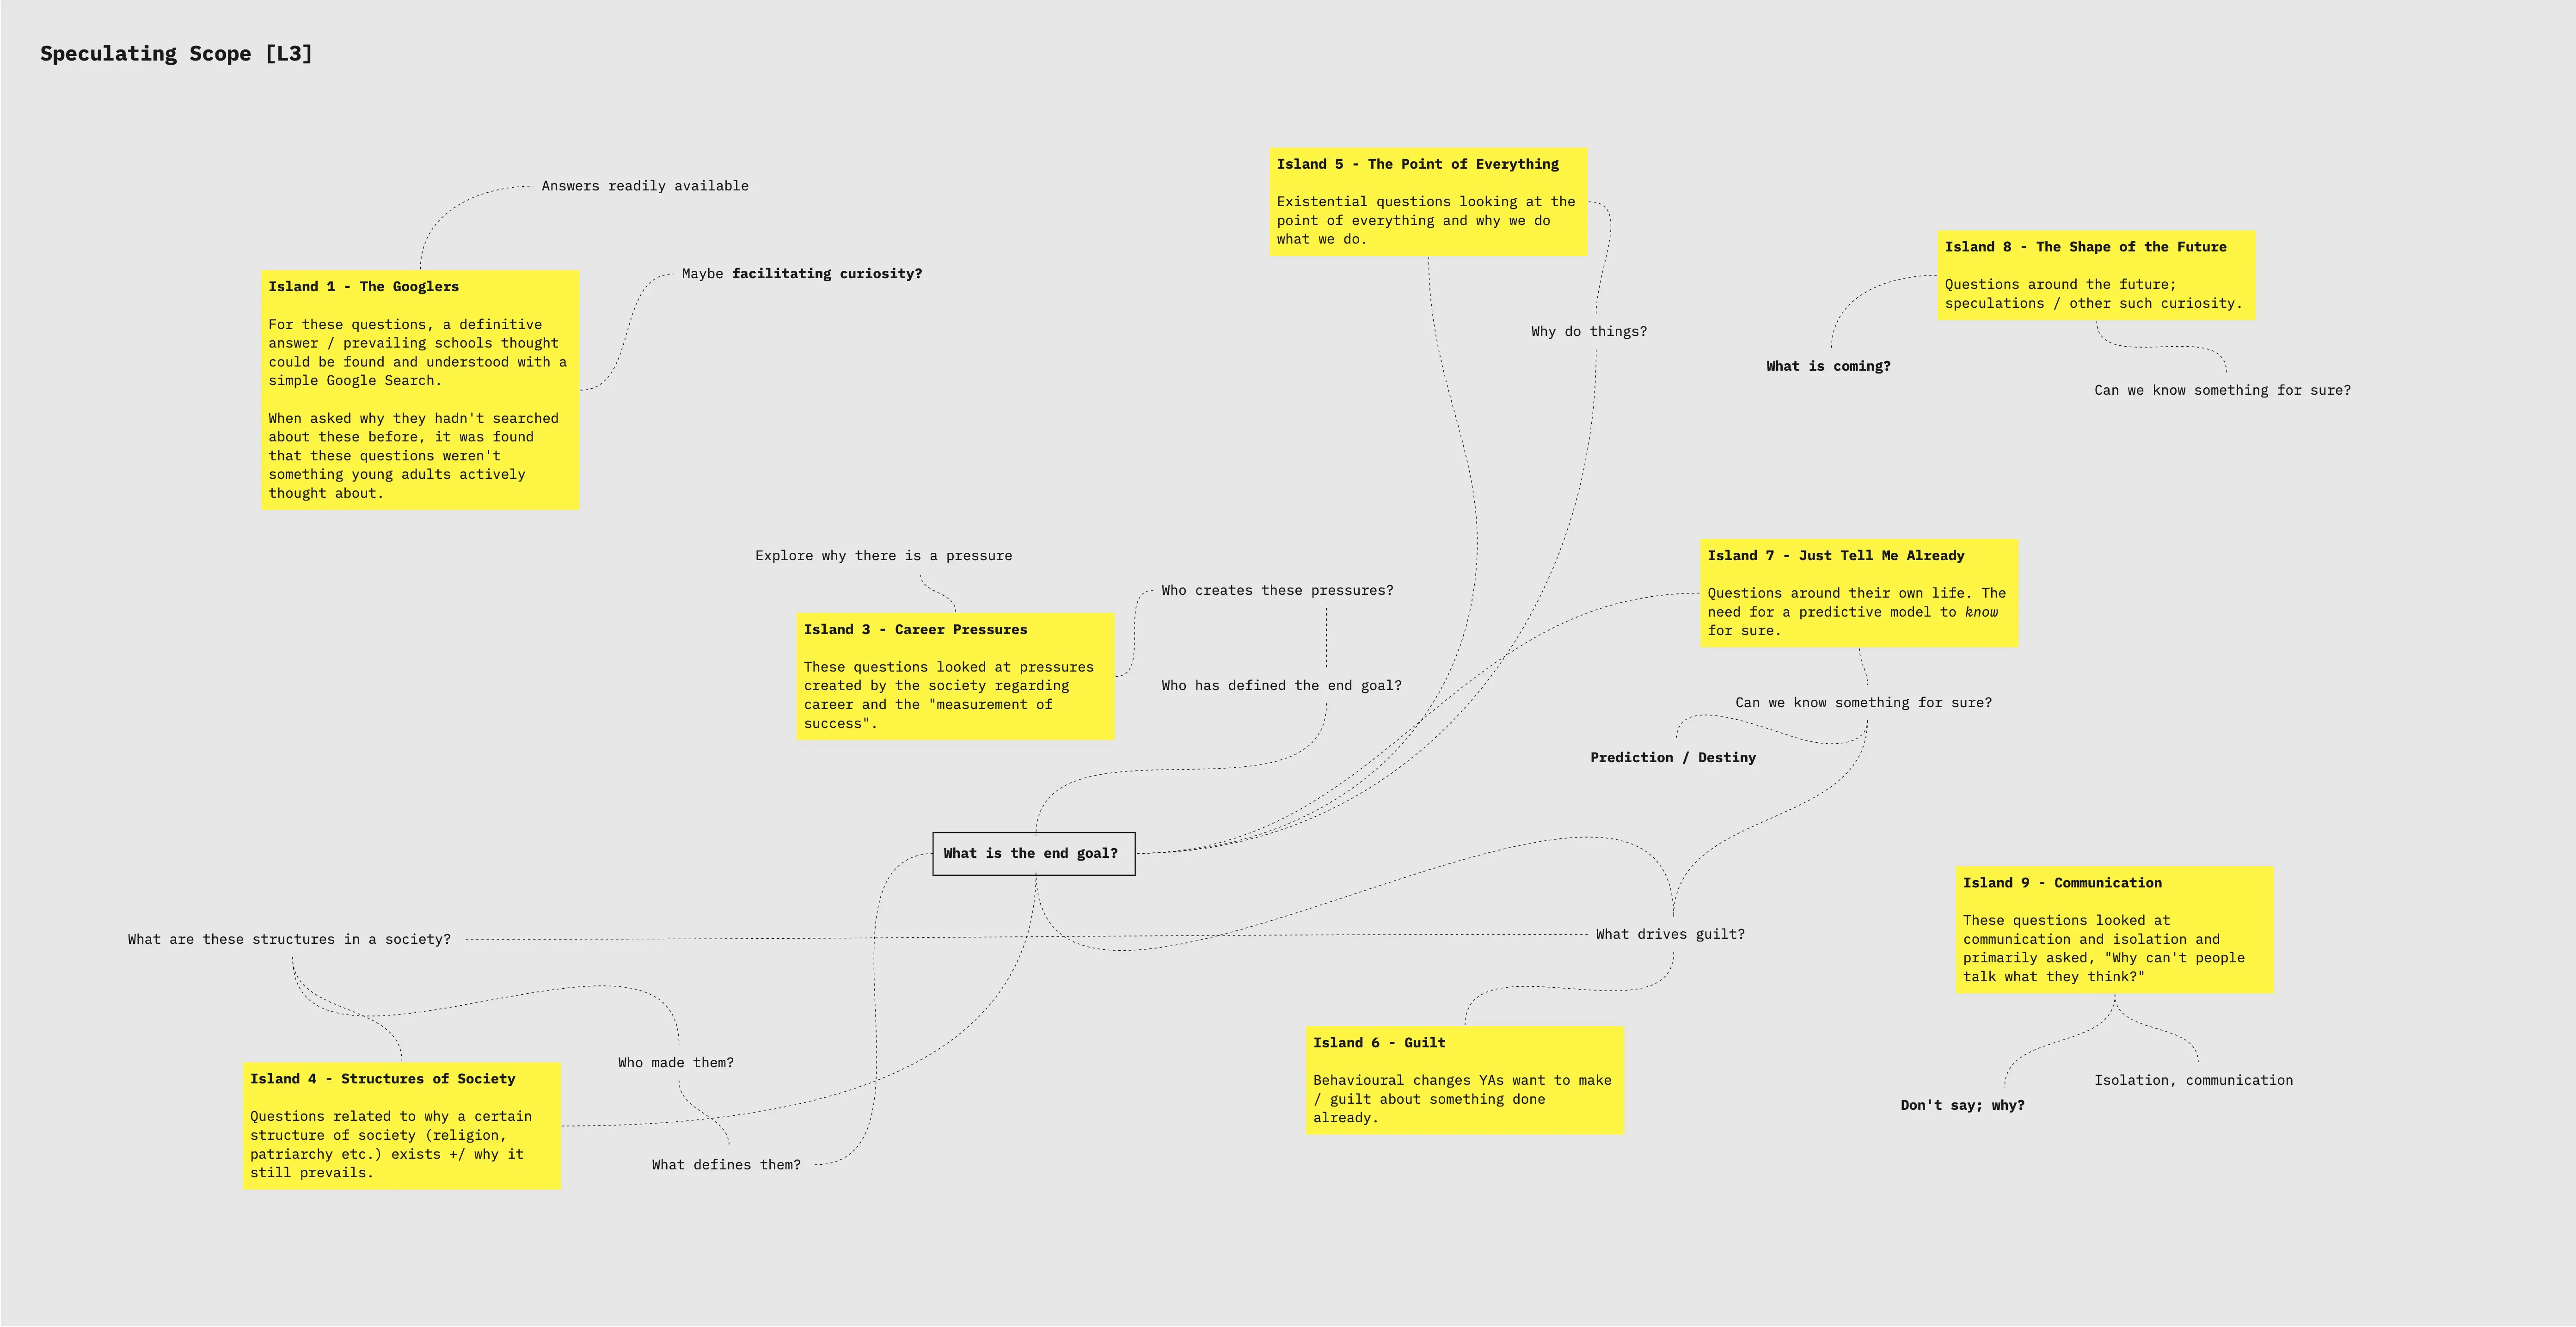 Speculating Scope [L3]
Answers readily available
Maybe facilitating curiosity?
Island 1 - The Googlers
For these questions, a definitive
answer / prevailing schools thought
could be found and understood with a
simple Google Search.
When asked why they hadn't searched
about these before, it was found
that these questions weren't
something young adults actively
thought about.
Island 5 - The Point of Everything
Existential questions looking at the
point of everything and why we do
what we do.
Why do things?
Island 8 - The Shape of the Future
Questions around the future;
speculations / other such curiosity.
What is coming?
Can we know something for sure?
Explore why there is a pressure
Who creates these pressures?
Island 3 - Career Pressures
These questions looked at pressures
created by the society regarding
career and the "measurement of
success".
Who has defined the end goal?
Island 7 - Just Tell Me Already
Questions around their own life. The
need for a predictive model to know
for sure.
Can we know something for sure?
Prediction / Destiny
What is the end goal?
What are these structures in a society?
What drives guilt?
Who made them?
Island 4 - Structures of Society
Questions related to why a certain
structure of society (religion,
patriarchy etc.) exists +/ why it
still prevails.
What defines them?
Island 6 - Guilt
Behavioural changes YAs want to make
/ guilt about something done
already.
Island 9 - Communication
These questions looked at
communication and isolation and
primarily asked, "Why can't people
talk what they think?"
Isolation, communication
Don't say; why?